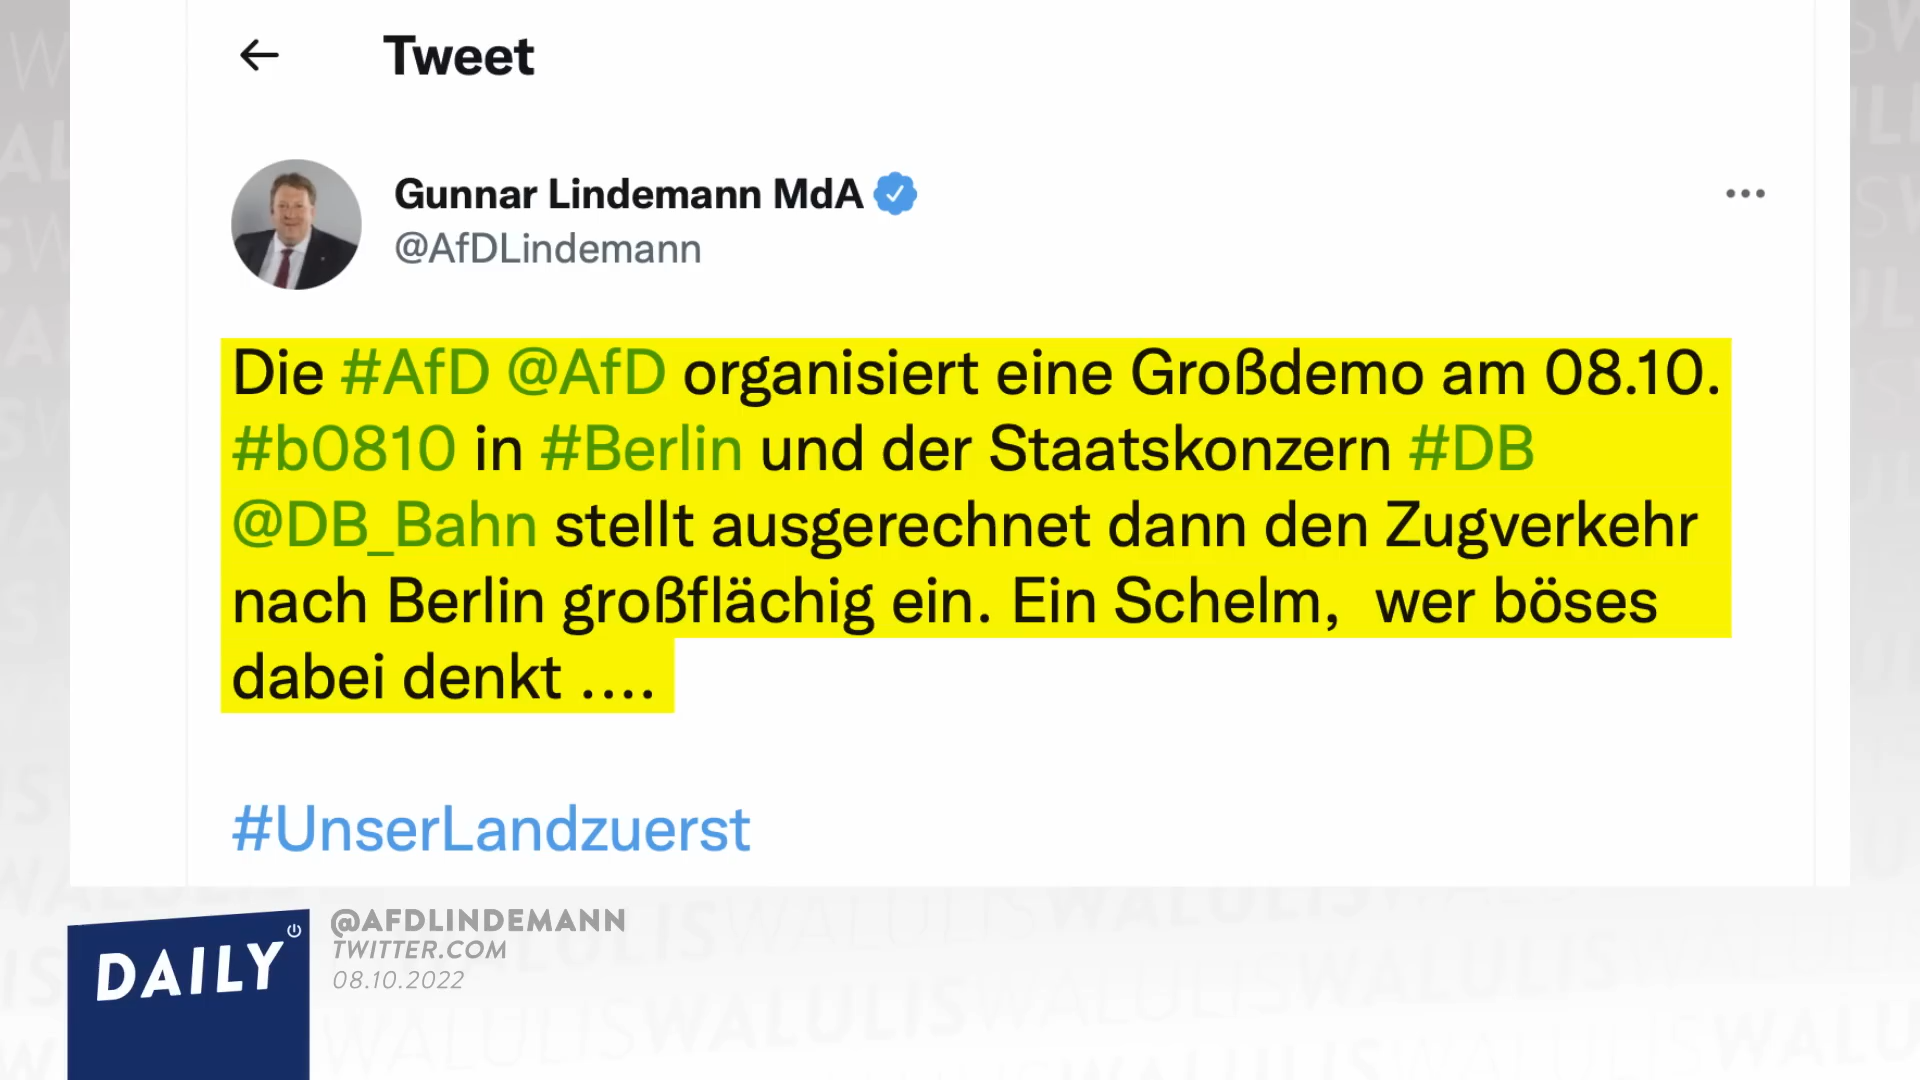 Tweet
Gunnar Lindemann MdA
@AfDLindemann
Die #AfD @AfD organisiert eine Großdemo am 08.10.
#b0810 in #Berlin und der Staatskonzern #DB
@DB_Bahn stellt ausgerechnet dann den Zugverkehr
nach Berlin großflächig ein. Ein Schelm,  wer böses
dabei denkt ....
#UnserLandzuerst
DAILY
@AFDLINDEMANN
TWITTER.COM
08.10.2022
WALULISWALULISWALULISWALULIS
WALULISWALULISWALULISWALULISWALULIS